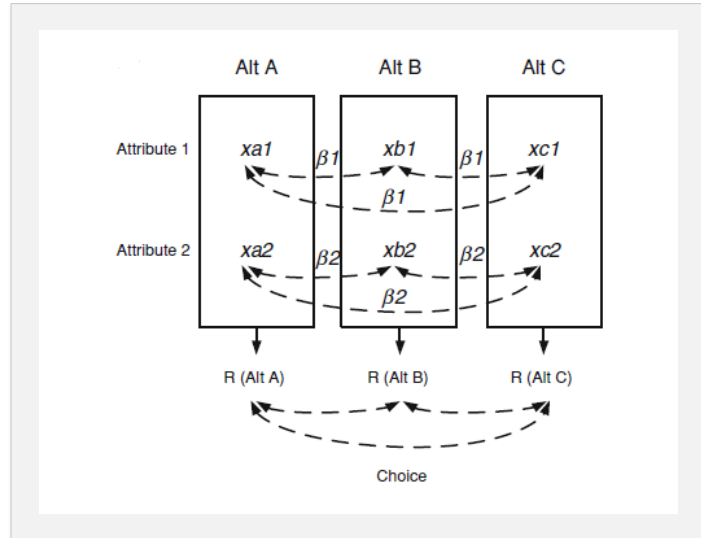 Alt A Alt B Alt C
Attribute 1 xa1 β1 xb1 β1 xc1
β1
Attribute 2 xa2 β2 xb2 β2 xc2
β2
R (Alt A) R (Alt B) R (Alt C)
Choice